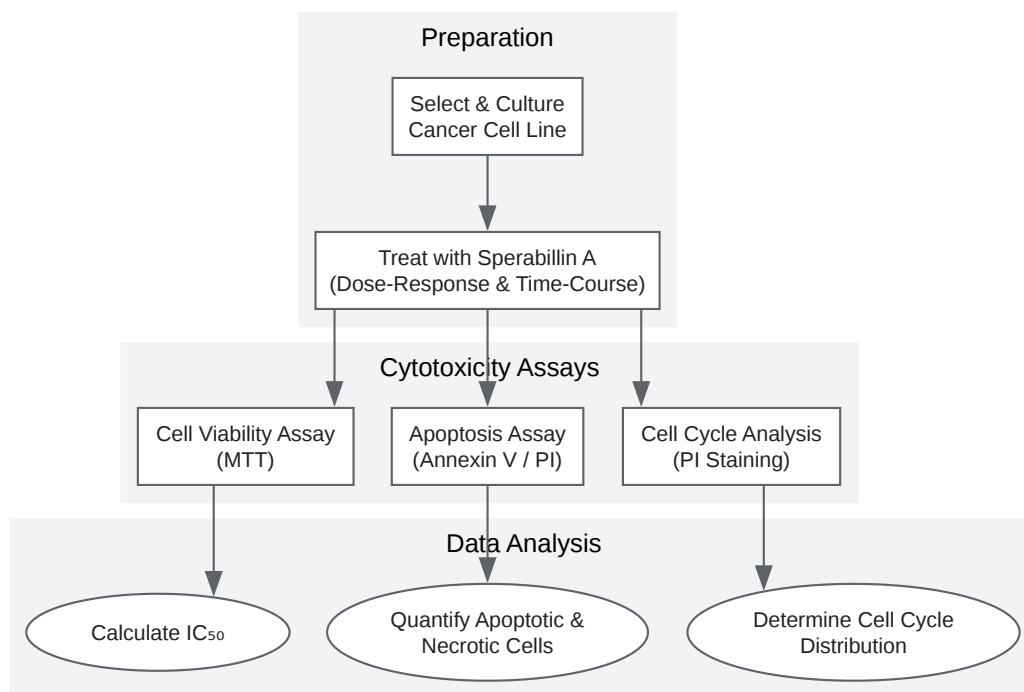 Preparation
Select & Culture
Cancer Cell Line
Treat with Sperabillin A
(Dose-Response & Time-Course)
Cytotoxicity Assays
Cell Viability Assay
(MTT)
Apoptosis Assay
(Annexin V / PI)
Cell Cycle Analysis
(PI Staining)
Data Analysis
Calculate IC₅₀
Quantify Apoptotic &
Necrotic Cells
Determine Cell Cycle
Distribution